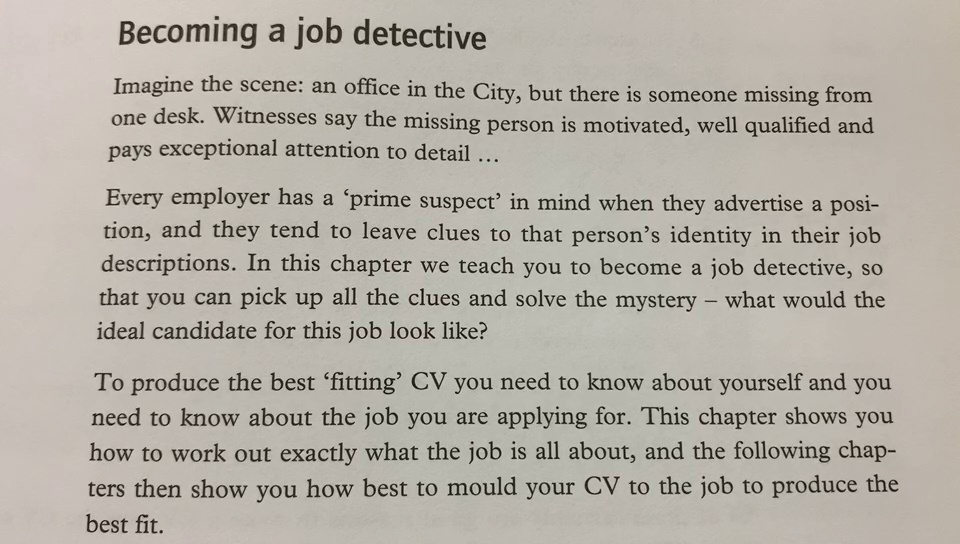 Becoming a job detective
Imagine the scene: an office in the City, but there is someone missing from
one desk. Witnesses say the missing person is motivated, well qualified and
pays exceptional attention to detail …
Every employer has a ‘prime suspect’ in mind when they advertise a posi-
tion, and they tend to leave clues to that person’s identity in their job
descriptions. In this chapter we teach you to become a job detective, so
that you can pick up all the clues and solve the mystery – what would the
ideal candidate for this job look like?
To produce the best ‘fitting’ CV you need to know about yourself and you
need to know about the job you are applying for. This chapter shows you
how to work out exactly what the job is all about, and the following chap-
ters then show you how best to mould your CV to the job to produce the
best fit.